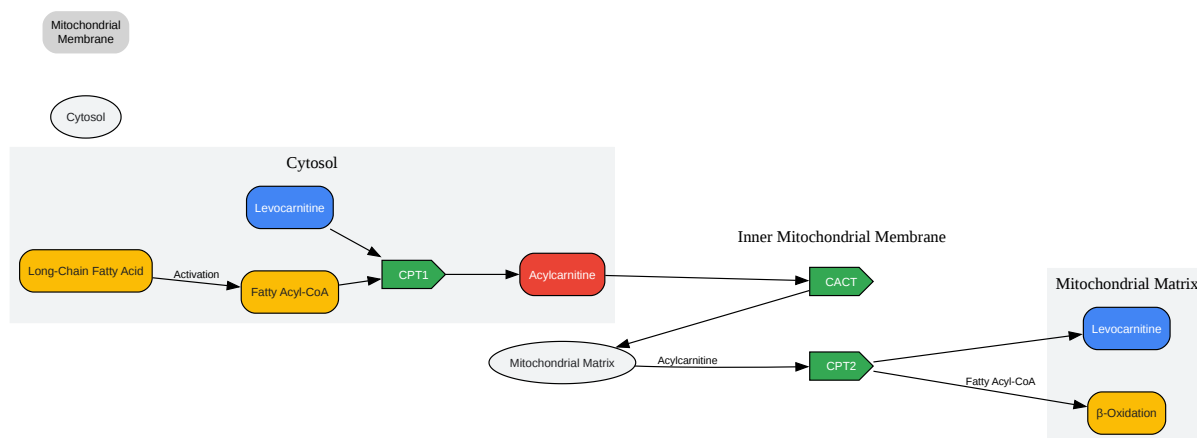 Mitochondrial
Membrane
Cytosol
Cytosol
Levocarnitine
Long-Chain Fatty Acid
Activation
Fatty Acyl-CoA
CPT1
Acylcarnitine
Inner Mitochondrial Membrane
CACT
Mitochondrial Matrix
Acylcarnitine
CPT2
Fatty Acyl-CoA
Mitochondrial Matrix
Levocarnitine
β-Oxidation